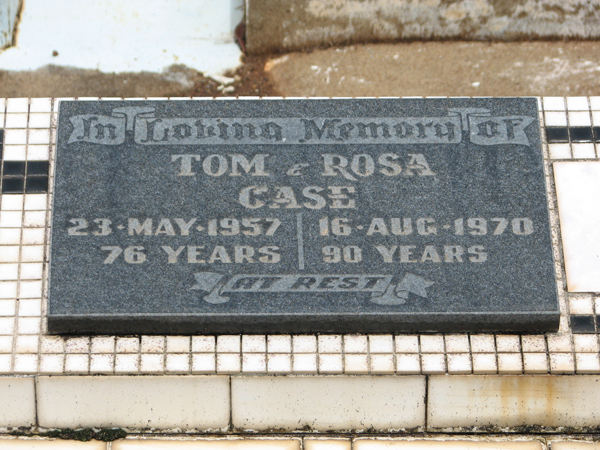 In Loving Memory of
TOM & ROSA
CASE
23·MAY·1957 16·AUG·1970
76 YEARS 90 YEARS
AT REST